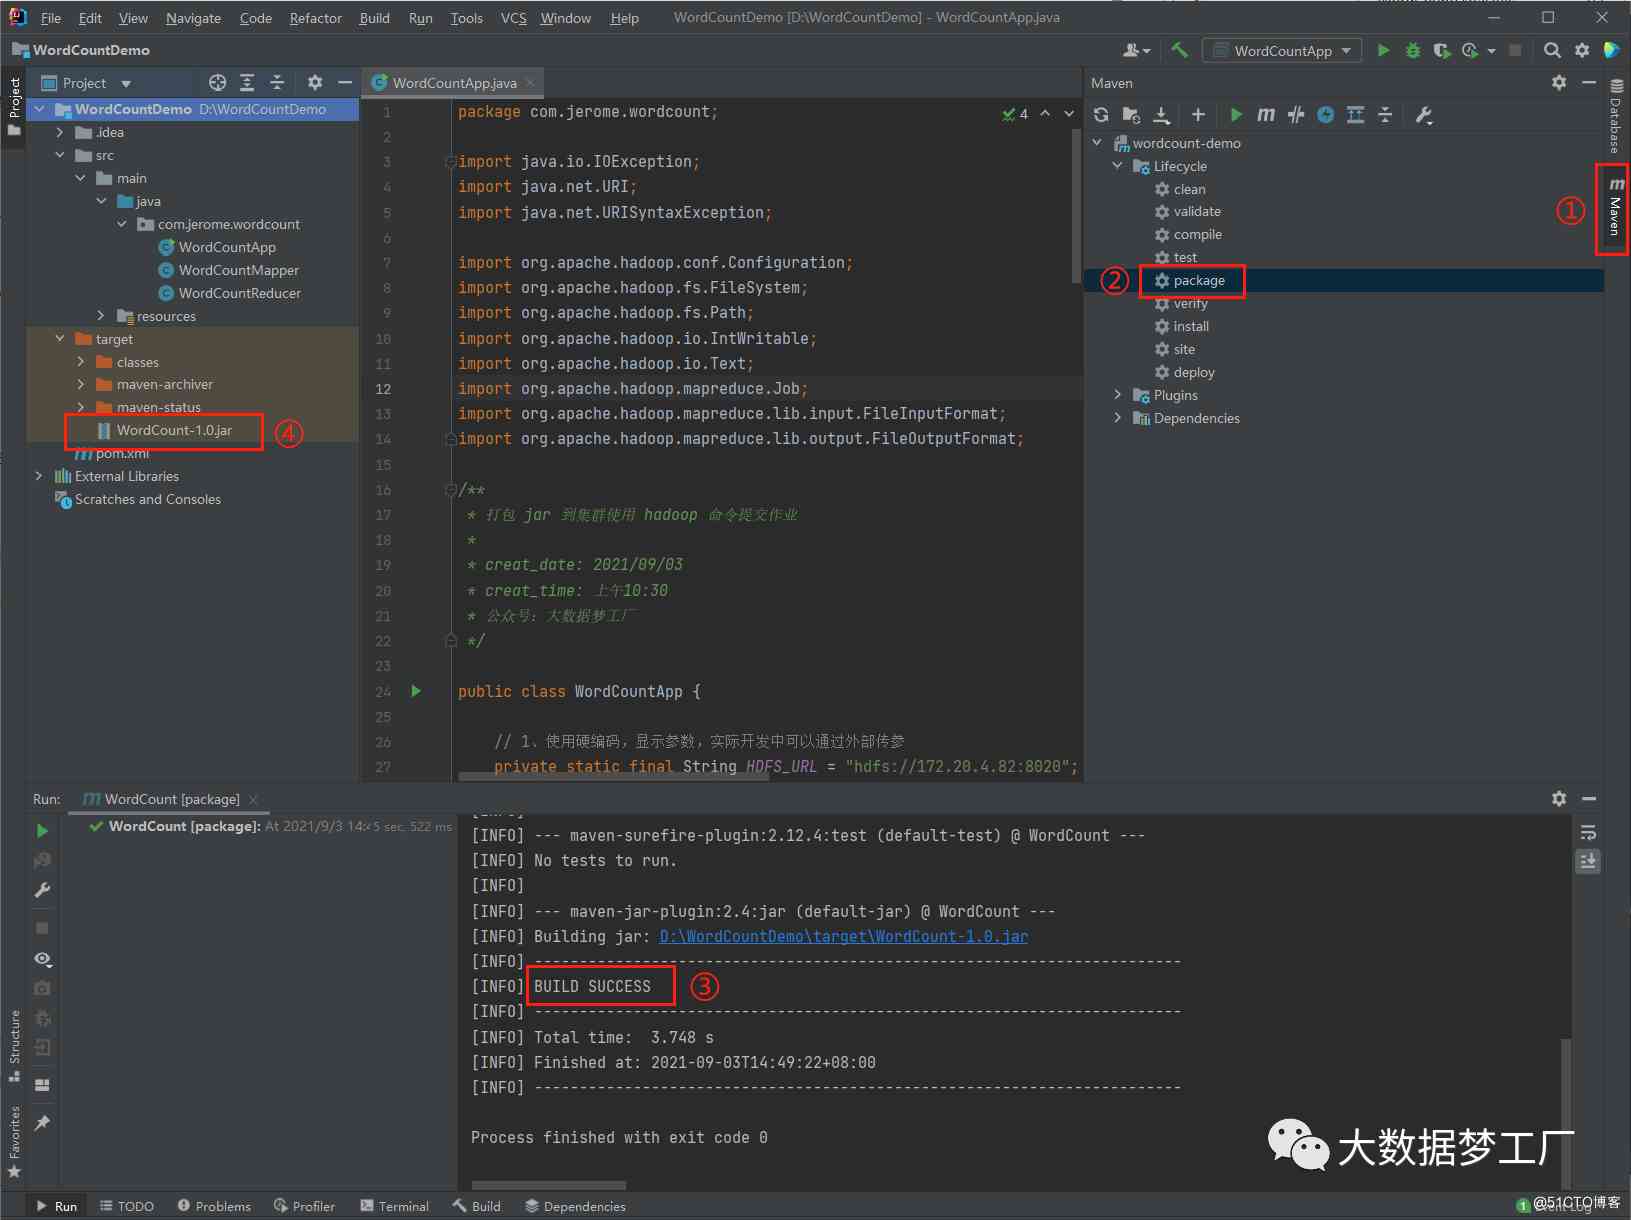 File Edit View Navigate Code Refactor Build Run Tools VCS Window Help WordCountDemo [D:\WordCountDemo] - WordCountApp.java
WordCountDemo
WordCountApp
Project
Project
WordCountApp.java
Maven
Database
Maven
WordCountDemo D:\WordCountDemo
.idea
src
main
java
com.jerome.wordcount
WordCountApp
WordCountMapper
WordCountReducer
resources
target
classes
maven-archiver
maven-status
WordCount-1.0.jar
④
pom.xml
External Libraries
Scratches and Consoles
4
1 package com.jerome.wordcount;
2
3 import java.io.IOException;
4 import java.net.URI;
5 import java.net.URISyntaxException;
6
7 import org.apache.hadoop.conf.Configuration;
8 import org.apache.hadoop.fs.FileSystem;
9 import org.apache.hadoop.fs.Path;
10 import org.apache.hadoop.io.IntWritable;
11 import org.apache.hadoop.io.Text;
12 import org.apache.hadoop.mapreduce.Job;
13 import org.apache.hadoop.mapreduce.lib.input.FileInputFormat;
14 import org.apache.hadoop.mapreduce.lib.output.FileOutputFormat;
15
16 /**
17 * 打包 jar 到集群使用 hadoop 命令提交作业
18 *
19 * creat_date: 2021/09/03
20 * creat_time: 上午10:30
21 * 公众号：大数据梦工厂
22 */
23
24 public class WordCountApp {
25
26 // 1、使用硬编码，显示参数，实际开发中可以通过外部传参
27 private static final String HDFS_URL = "hdfs://172.20.4.82:8020";
wordcount-demo
Lifecycle
clean
validate
compile
test
package
verify
install
site
deploy
Plugins
Dependencies
①
②
Run: WordCount [package]
WordCount [package]: At 2021/9/3 14:45 sec, 522 ms
[INFO] --- maven-surefire-plugin:2.12.4:test (default-test) @ WordCount ---
[INFO] No tests to run.
[INFO]
[INFO] --- maven-jar-plugin:2.4:jar (default-jar) @ WordCount ---
[INFO] Building jar: D:\WordCountDemo\target\WordCount-1.0.jar
[INFO] ------------------------------------------------------------------------
[INFO] BUILD SUCCESS
③
[INFO] ------------------------------------------------------------------------
[INFO] Total time:  3.748 s
[INFO] Finished at: 2021-09-03T14:49:22+08:00
[INFO] ------------------------------------------------------------------------
Process finished with exit code 0
Structure
Favorites
大数据梦工厂
Run TODO Problems Profiler Terminal Build Dependencies
1
@51CTO博客